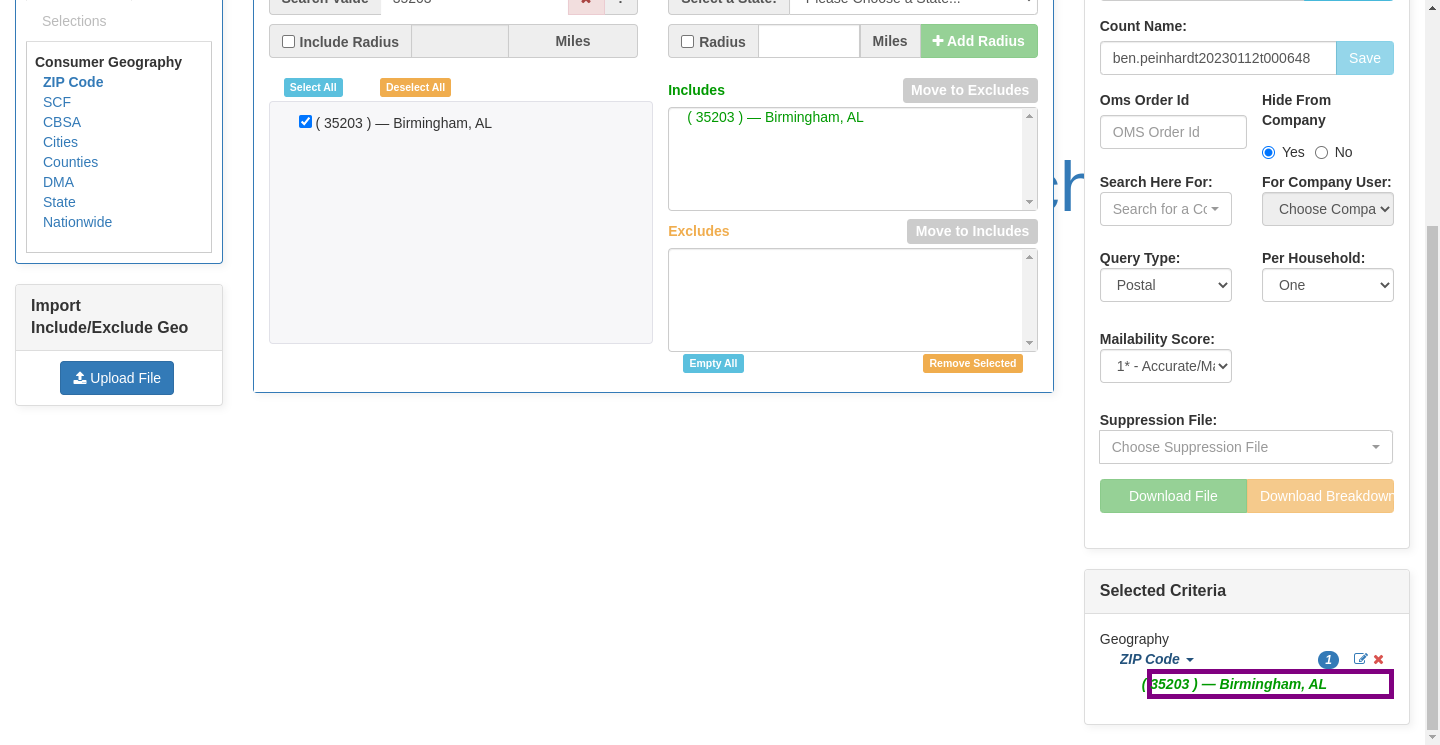 Selections
Consumer Geography
ZIP Code
SCF
CBSA
Cities
Counties
DMA
State
Nationwide
Import
Include/Exclude Geo
Upload File
Search Value 35203
Include Radius Miles
Select All Deselect All
( 35203 ) — Birmingham, AL
Select a State: Please Choose a State...
Radius Miles Add Radius
Includes Move to Excludes
( 35203 ) — Birmingham, AL
Excludes Move to Includes
Empty All Remove Selected
Count Name:
ben.peinhardt20230112t000648 Save
Oms Order Id
OMS Order Id
Hide From
Company
Yes No
Search Here For: For Company User:
Search for a Co Choose Compa
Query Type: Per Household:
Postal One
Mailability Score:
1* - Accurate/Ma
Suppression File:
Choose Suppression File
Download File Download Breakdown
Selected Criteria
Geography
ZIP Code 1
( 35203 ) — Birmingham, AL